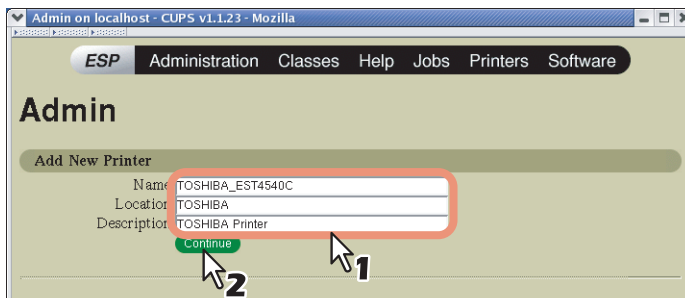 Admin on localhost - CUPS v1.1.23 - Mozilla
ESP Administration Classes Help Jobs Printers Software
Admin
Add New Printer
Name TOSHIBA_EST4540C
Location TOSHIBA
Description TOSHIBA Printer
Continue
1
2